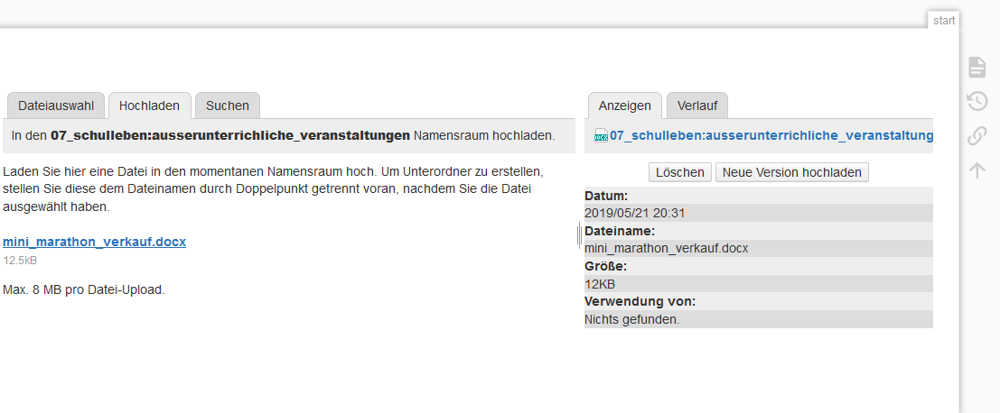 start
Dateiauswahl Hochladen Suchen
In den 07_schulleben:ausserunterrichliche_veranstaltungen Namensraum hochladen.
Laden Sie hier eine Datei in den momentanen Namensraum hoch. Um Unterordner zu erstellen,
stellen Sie diese dem Dateinamen durch Doppelpunkt getrennt voran, nachdem Sie die Datei
ausgewählt haben.
mini_marathon_verkauf.docx
12.5kB
Max. 8 MB pro Datei-Upload.
Anzeigen Verlauf
DOCX 07_schulleben:ausserunterrichliche_veranstaltung
Löschen Neue Version hochladen
Datum:
2019/05/21 20:31
Dateiname:
mini_marathon_verkauf.docx
Größe:
12KB
Verwendung von:
Nichts gefunden.